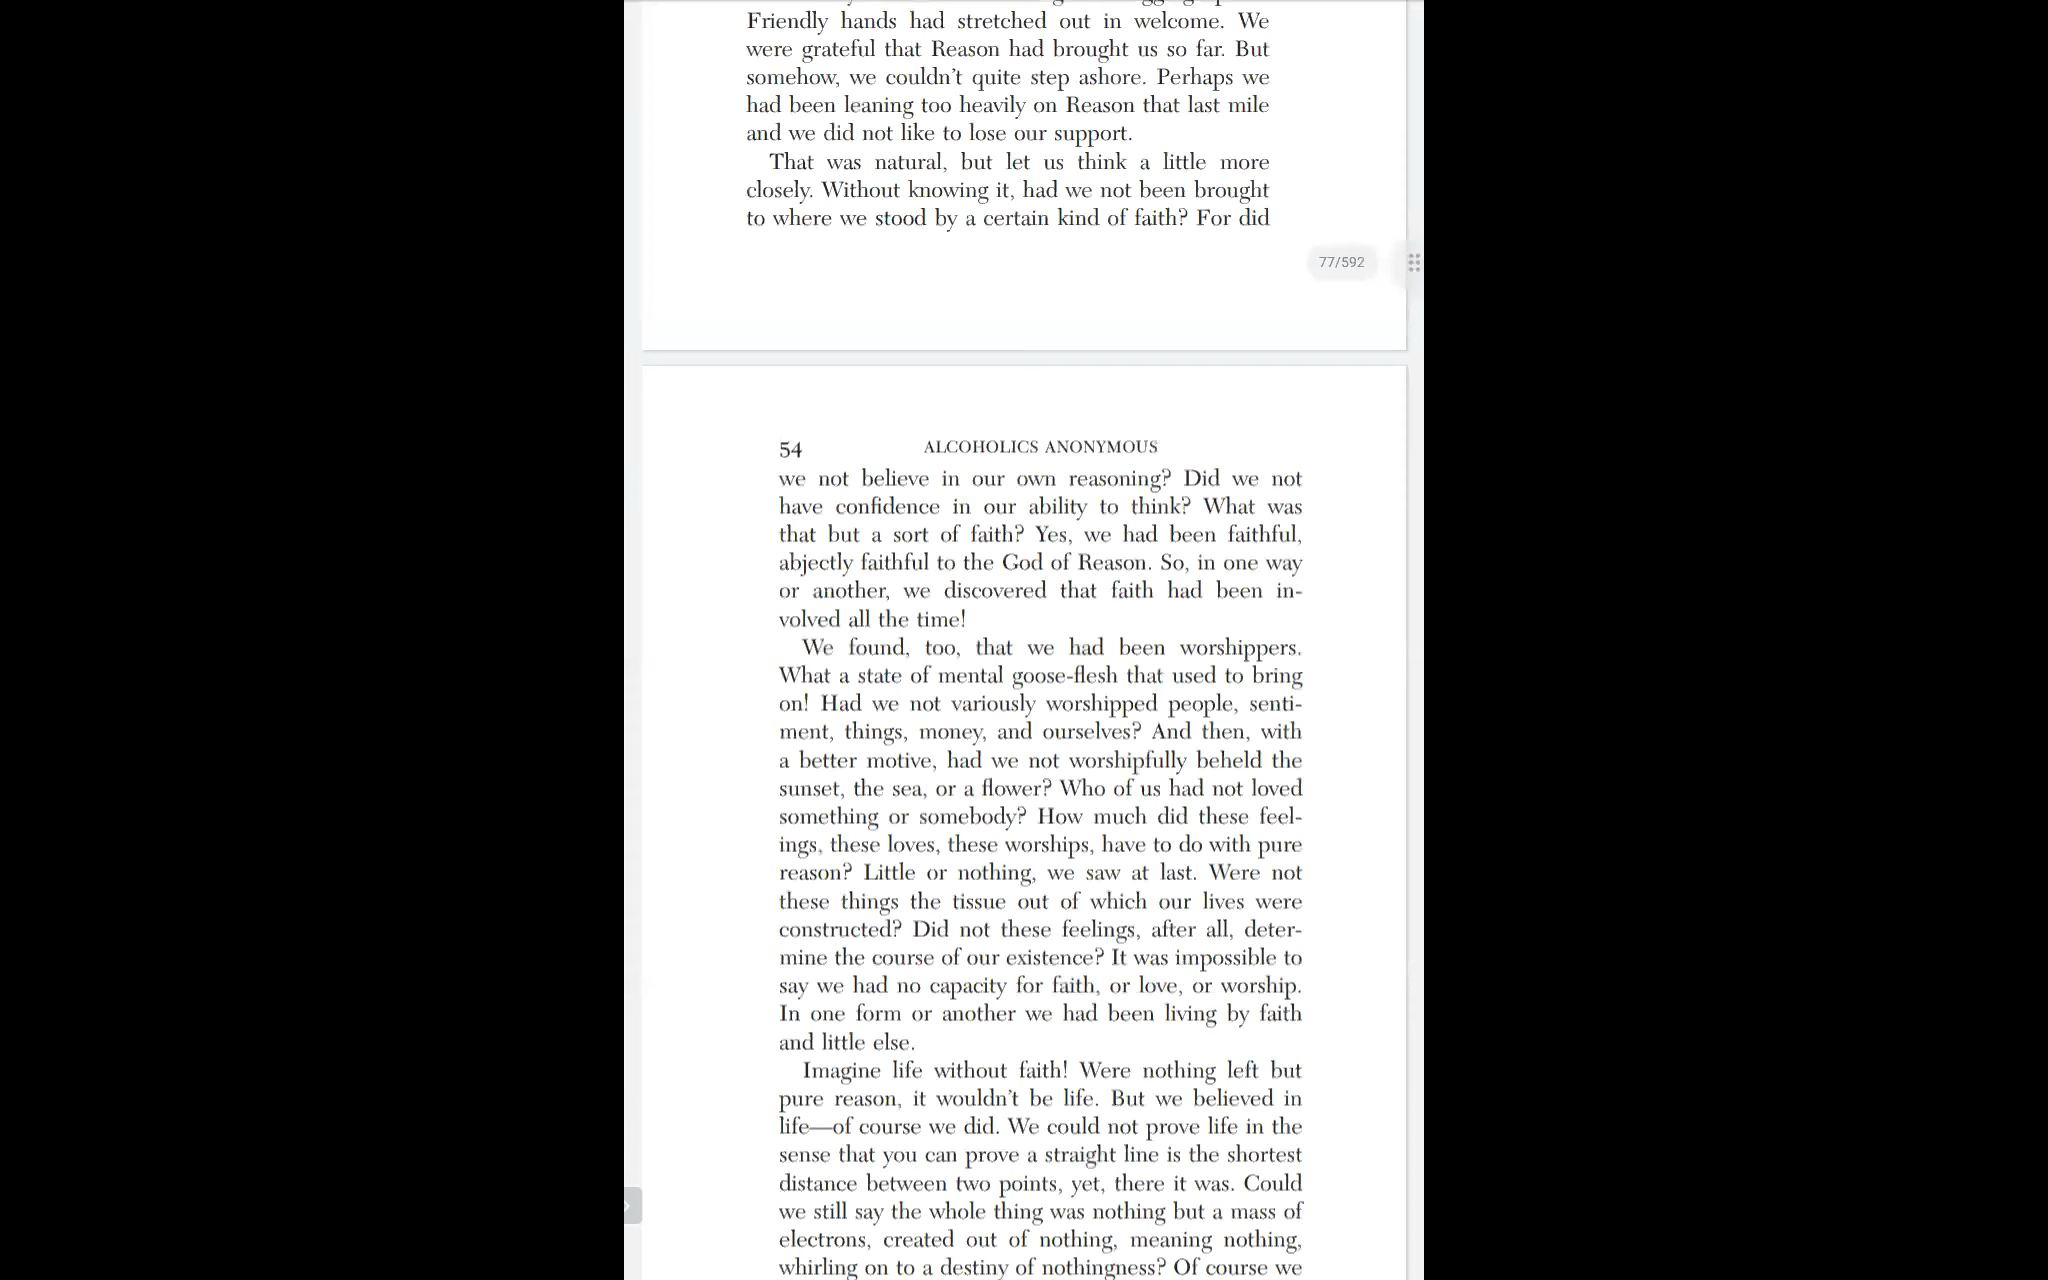 Friendly hands had stretched out in welcome. We
were grateful that Reason had brought us so far. But
somehow, we couldn’t quite step ashore. Perhaps we
had been leaning too heavily on Reason that last mile
and we did not like to lose our support.
That was natural, but let us think a little more
closely. Without knowing it, had we not been brought
to where we stood by a certain kind of faith? For did
77/592
54 ALCOHOLICS ANONYMOUS
we not believe in our own reasoning? Did we not
have confidence in our ability to think? What was
that but a sort of faith? Yes, we had been faithful,
abjectly faithful to the God of Reason. So, in one way
or another, we discovered that faith had been in-
volved all the time!
We found, too, that we had been worshippers.
What a state of mental goose-flesh that used to bring
on! Had we not variously worshipped people, senti-
ment, things, money, and ourselves? And then, with
a better motive, had we not worshipfully beheld the
sunset, the sea, or a flower? Who of us had not loved
something or somebody? How much did these feel-
ings, these loves, these worships, have to do with pure
reason? Little or nothing, we saw at last. Were not
these things the tissue out of which our lives were
constructed? Did not these feelings, after all, deter-
mine the course of our existence? It was impossible to
say we had no capacity for faith, or love, or worship.
In one form or another we had been living by faith
and little else.
Imagine life without faith! Were nothing left but
pure reason, it wouldn’t be life. But we believed in
life—of course we did. We could not prove life in the
sense that you can prove a straight line is the shortest
distance between two points, yet, there it was. Could
we still say the whole thing was nothing but a mass of
electrons, created out of nothing, meaning nothing,
whirling on to a destiny of nothingness? Of course we